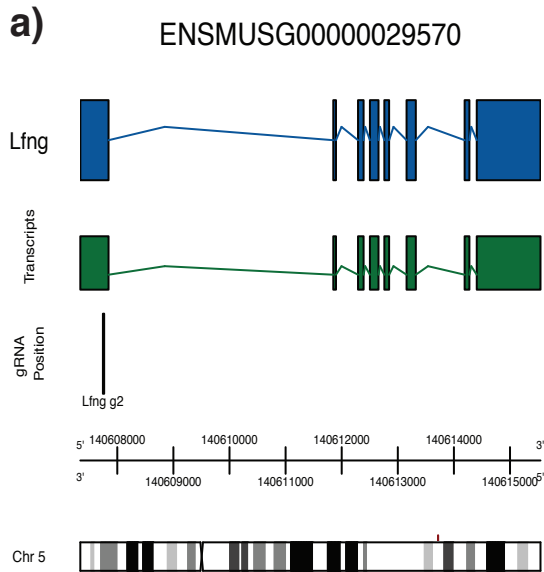 a)
ENSMUSG00000029570
Lfng
Transcripts
gRNA
Position
Lfng g2
5' 140608000 140610000 140612000 140614000 3'
3' 140609000 140611000 140613000 140615000 5'
Chr 5